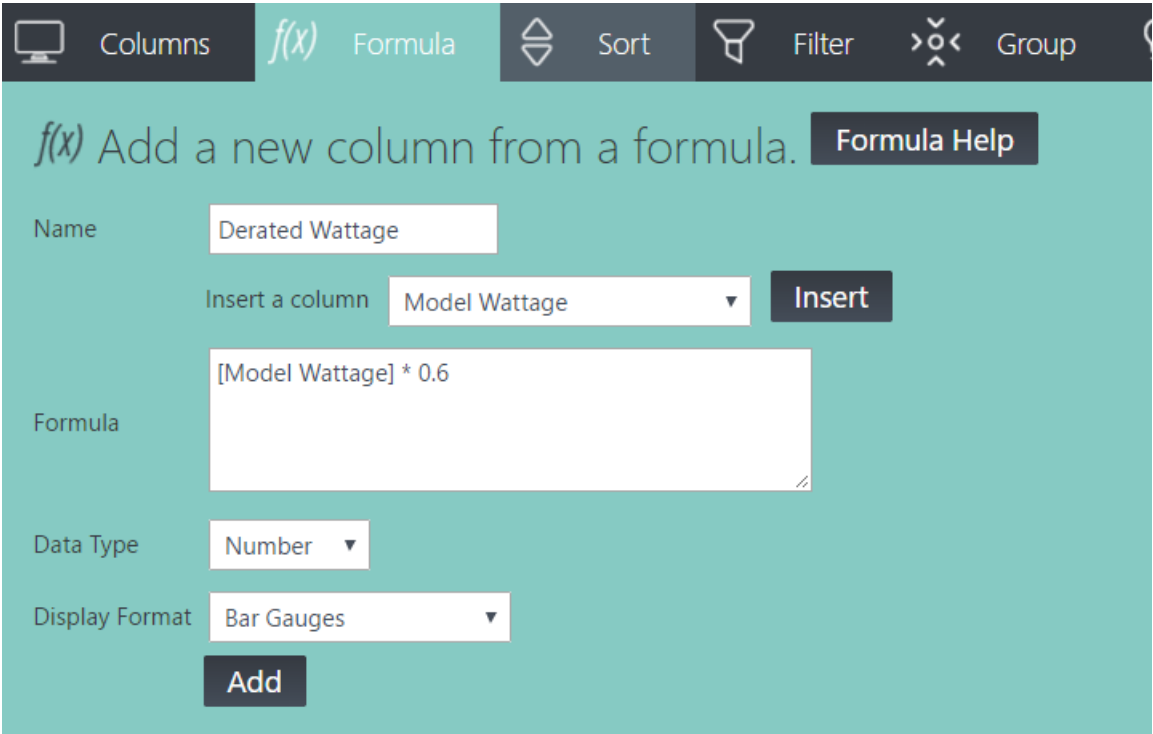 Columns f(x) Formula Sort Filter Group
f(x) Add a new column from a formula. Formula Help
Name Derated Wattage
Insert a column Model Wattage Insert
Formula [Model Wattage] * 0.6
Data Type Number
Display Format Bar Gauges
Add